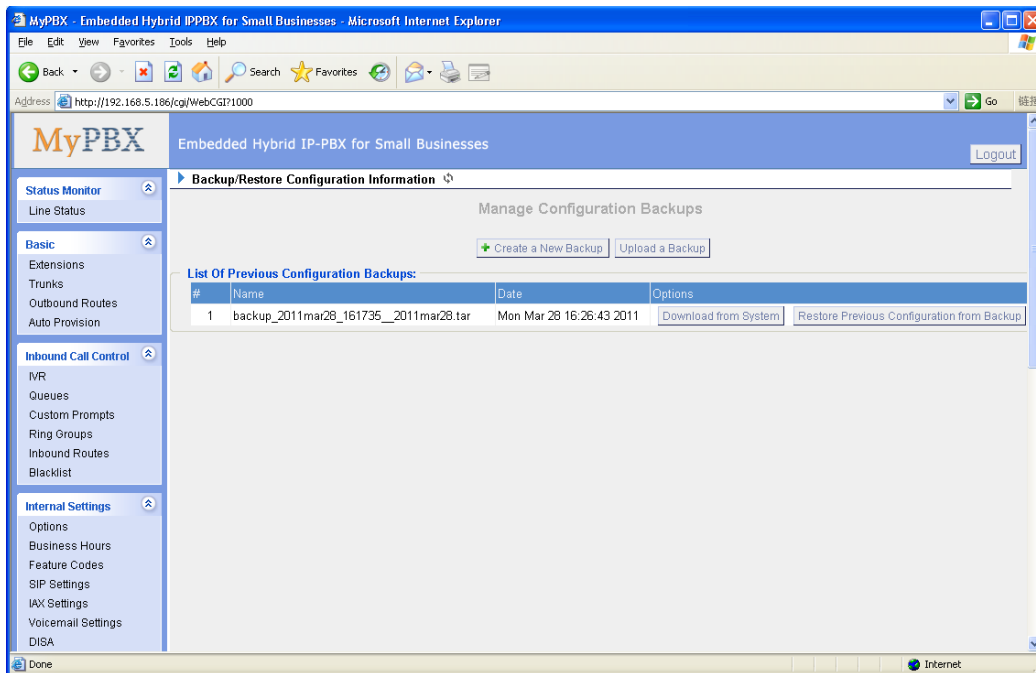 MyPBX - Embedded Hybrid IPPBX for Small Businesses - Microsoft Internet Explorer
File Edit View Favorites Tools Help
Back Search Favorites
Address http://192.168.5.186/cgi/WebCGI?1000 Go 链接
MyPBX
Embedded Hybrid IP-PBX for Small Businesses
Logout
Status Monitor
Line Status
Basic
Extensions
Trunks
Outbound Routes
Auto Provision
Inbound Call Control
IVR
Queues
Custom Prompts
Ring Groups
Inbound Routes
Blacklist
Internal Settings
Options
Business Hours
Feature Codes
SIP Settings
IAX Settings
Voicemail Settings
DISA
Backup/Restore Configuration Information
Manage Configuration Backups
Create a New Backup Upload a Backup
List Of Previous Configuration Backups:
# Name Date Options
1 backup_2011mar28_161735__2011mar28.tar Mon Mar 28 16:26:43 2011 Download from System Restore Previous Configuration from Backup
Done Internet